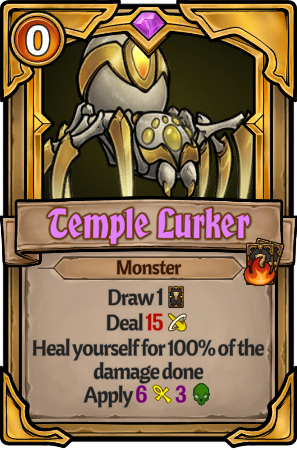 0
Temple Lurker
Monster
Draw 1
Deal 15
Heal yourself for 100% of the
damage done
Apply 6 3